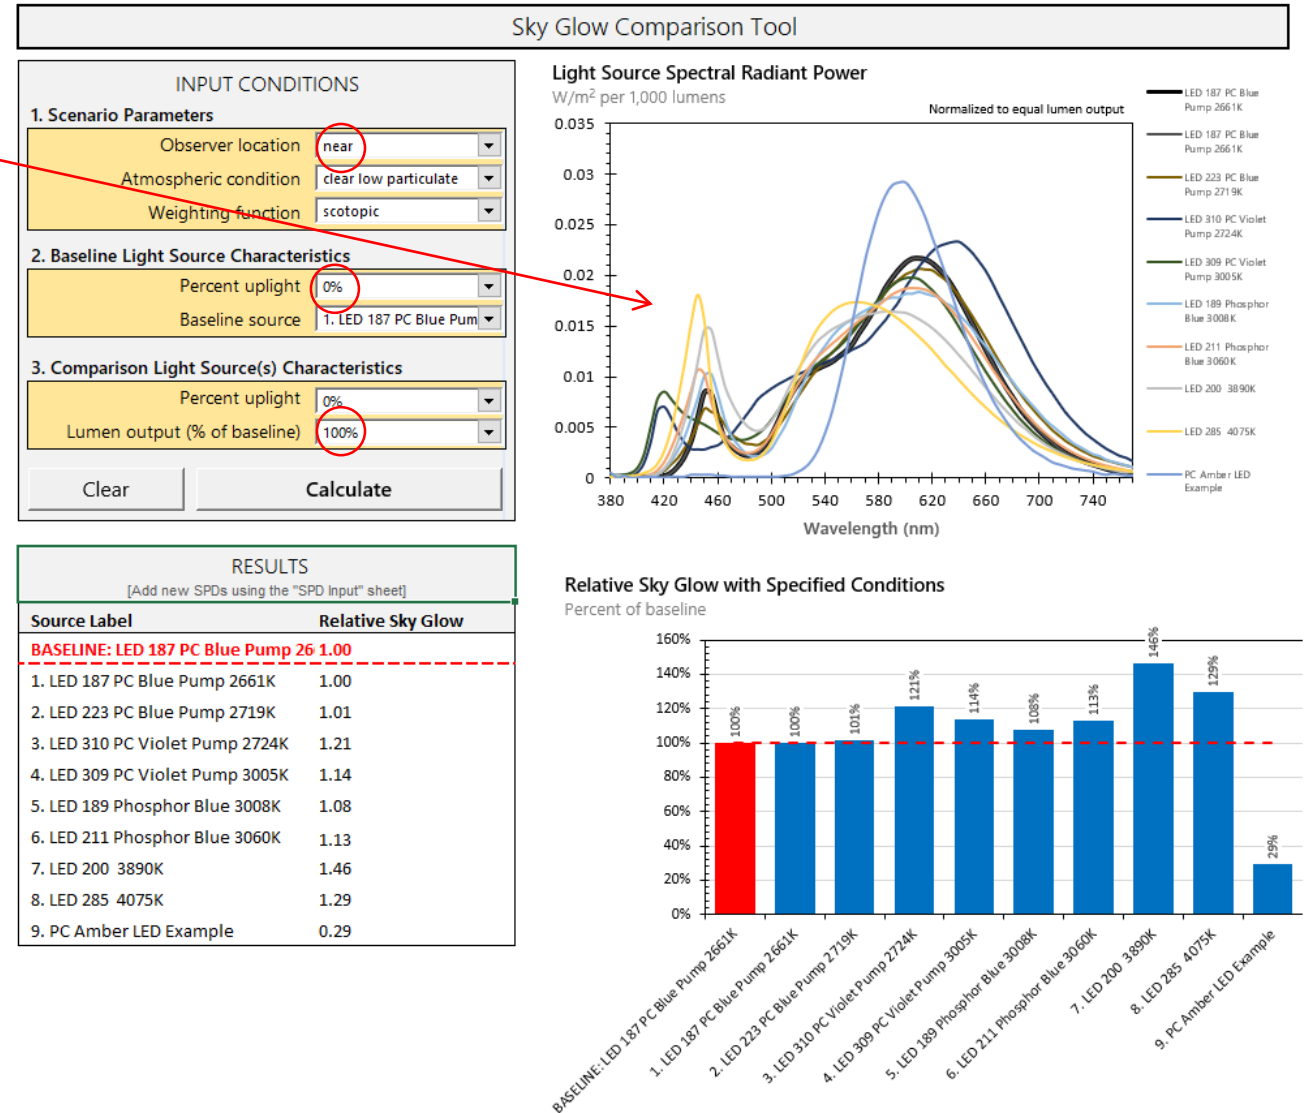 Sky Glow Comparison Tool
INPUT CONDITIONS
1. Scenario Parameters
Observer location near
Atmospheric condition clear low particulate
Weighting function scotopic
2. Baseline Light Source Characteristics
Percent uplight 0%
Baseline source 1. LED 187 PC Blue Pum
3. Comparison Light Source(s) Characteristics
Percent uplight 0%
Lumen output (% of baseline) 100%
Clear Calculate
Light Source Spectral Radiant Power
W/m² per 1,000 lumens
Normalized to equal lumen output
0.035
0.03
0.025
0.02
0.015
0.01
0.005
0
380 420 460 500 540 580 620 660 700 740
Wavelength (nm)
LED 187 PC Blue
Pump 2661K
LED 187 PC Blue
Pump 2661K
LED 223 PC Blue
Pump 2719K
LED 310 PC Violet
Pump 2724K
LED 309 PC Violet
Pump 3005K
LED 189 Phosphor
Blue 3008K
LED 211 Phosphor
Blue 3060K
LED 200 3890K
LED 285 4075K
PC Amber LED
Example
RESULTS
[Add new SPDs using the "SPD Input" sheet]
Source Label Relative Sky Glow
BASELINE: LED 187 PC Blue Pump 26 1.00
1. LED 187 PC Blue Pump 2661K 1.00
2. LED 223 PC Blue Pump 2719K 1.01
3. LED 310 PC Violet Pump 2724K 1.21
4. LED 309 PC Violet Pump 3005K 1.14
5. LED 189 Phosphor Blue 3008K 1.08
6. LED 211 Phosphor Blue 3060K 1.13
7. LED 200 3890K 1.46
8. LED 285 4075K 1.29
9. PC Amber LED Example 0.29
Relative Sky Glow with Specified Conditions
Percent of baseline
160%
140%
120%
100%
80%
60%
40%
20%
0%
100%
100%
101%
121%
114%
108%
113%
146%
129%
29%
BASELINE: LED 187 PC Blue Pump 2661K
1. LED 187 PC Blue Pump 2661K
2. LED 223 PC Blue Pump 2719K
3. LED 310 PC Violet Pump 2724K
4. LED 309 PC Violet Pump 3005K
5. LED 189 Phosphor Blue 3008K
6. LED 211 Phosphor Blue 3060K
7. LED 200 3890K
8. LED 285 4075K
9. PC Amber LED Example